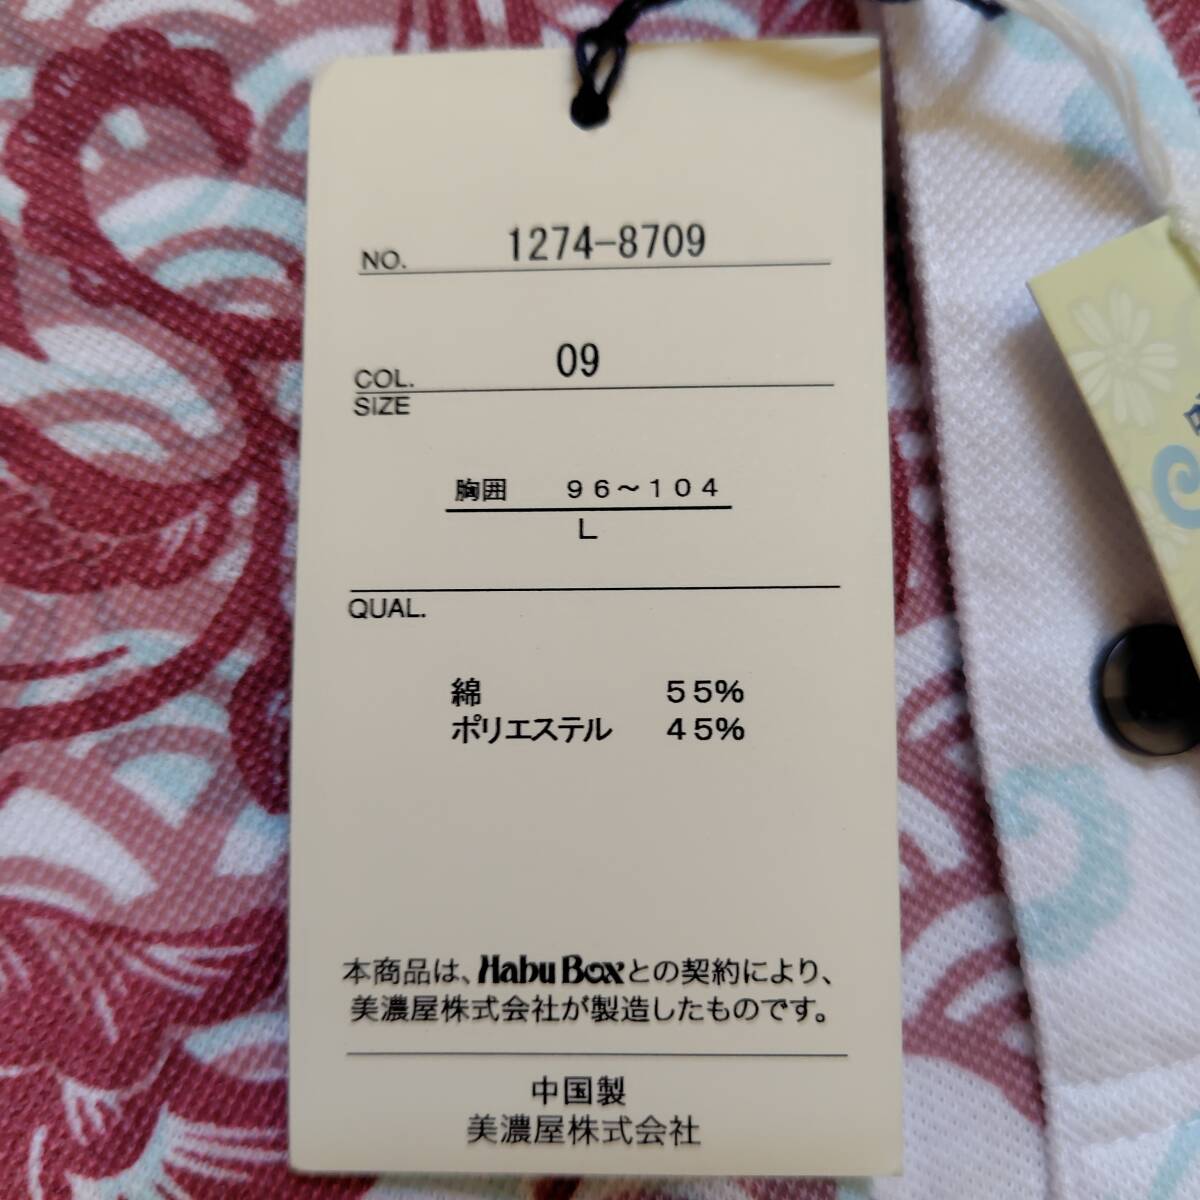 NO. 1274-8709
COL. 09
SIZE
胸囲 96～104
L
QUAL.
綿 55%
ポリエステル 45%
本商品は、Habu Boxとの契約により、
美濃屋株式会社が製造したものです。
中国製
美濃屋株式会社